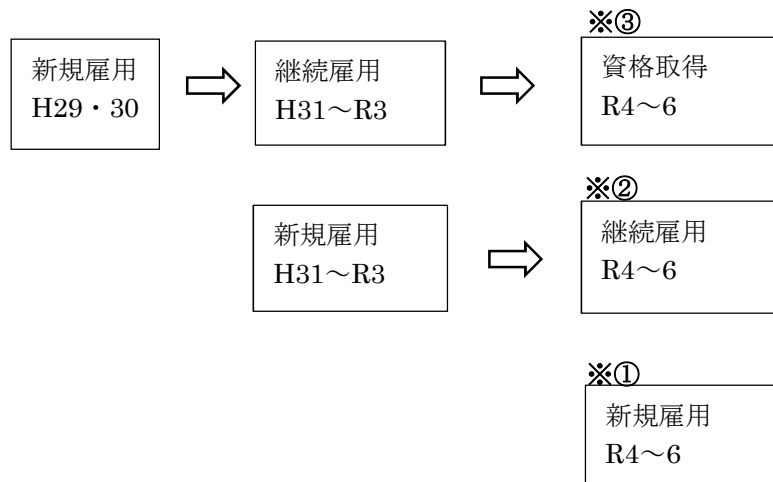 ※③
新規雇用
H29・30
継続雇用
H31～R3
資格取得
R4～6
※②
新規雇用
H31～R3
継続雇用
R4～6
※①
新規雇用
R4～6